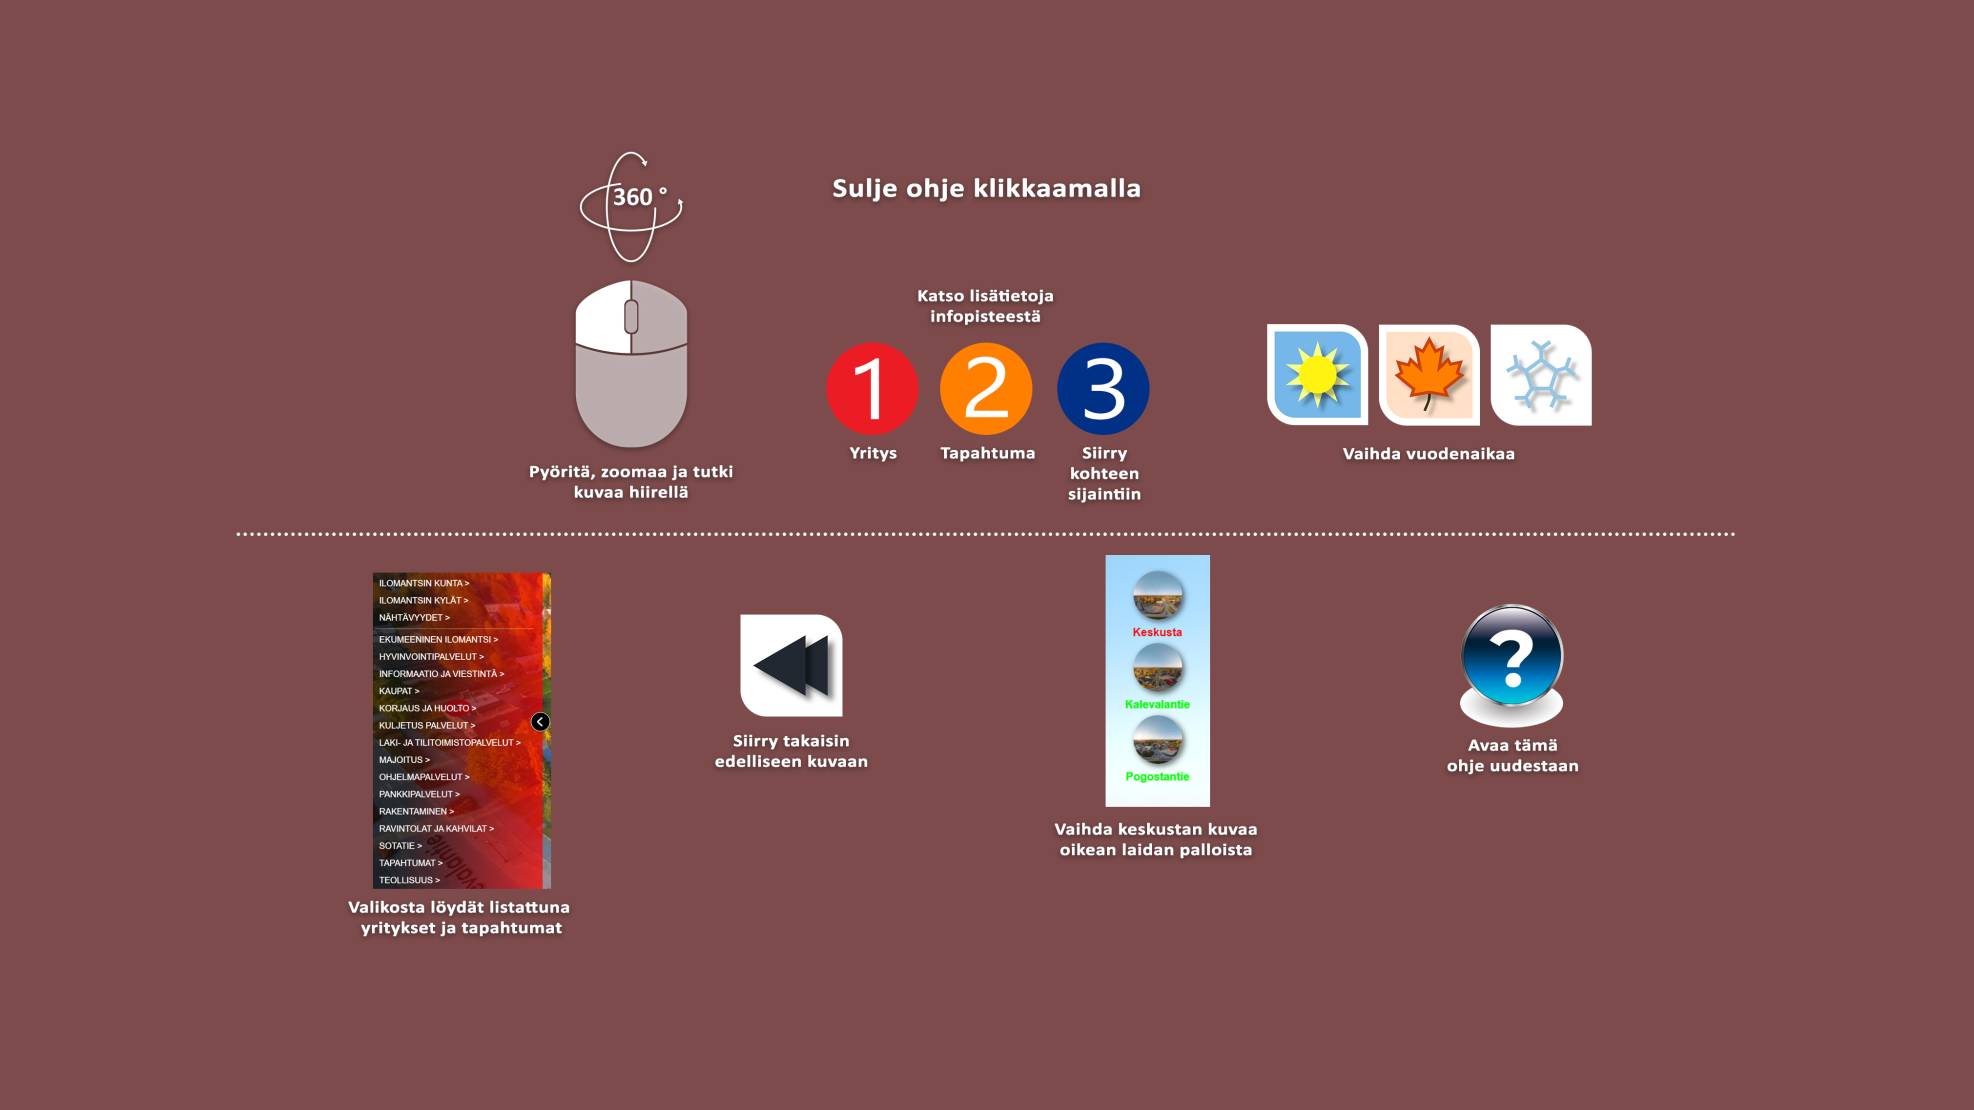 360 °
Sulje ohje klikkaamalla
Katso lisätietoja
infopisteestä
1
2
3
Yritys
Tapahtuma
Siirry
kohteen
sijaintiin
Pyöritä, zoomaa ja tutki
kuvaa hiirellä
Vaihda vuodenaikaa
ILOMANTSIN KUNTA >
ILOMANTSIN KYLÄT >
NÄHTÄVYYDET >
EKUMEENINEN ILOMANTSI >
HYVINVOINTIPALVELUT >
INFORMAATIO JA VIESTINTÄ >
KAUPAT >
KORJAUS JA HUOLTO >
KULJETUS PALVELUT >
LAKI- JA TILITOIMISTOPALVELUT >
MAJOITUS >
OHJELMAPALVELUT >
PANKKIPALVELUT >
RAKENTAMINEN >
RAVINTOLAT JA KAHVILAT >
SOTATIE >
TAPAHTUMAT >
TEOLLISUUS >
Valikosta löydät listattuna
yritykset ja tapahtumat
Siirry takaisin
edelliseen kuvaan
Keskusta
Kalevalantie
Pogostantie
Vaihda keskustan kuvaa
oikean laidan palloista
?
Avaa tämä
ohje uudestaan